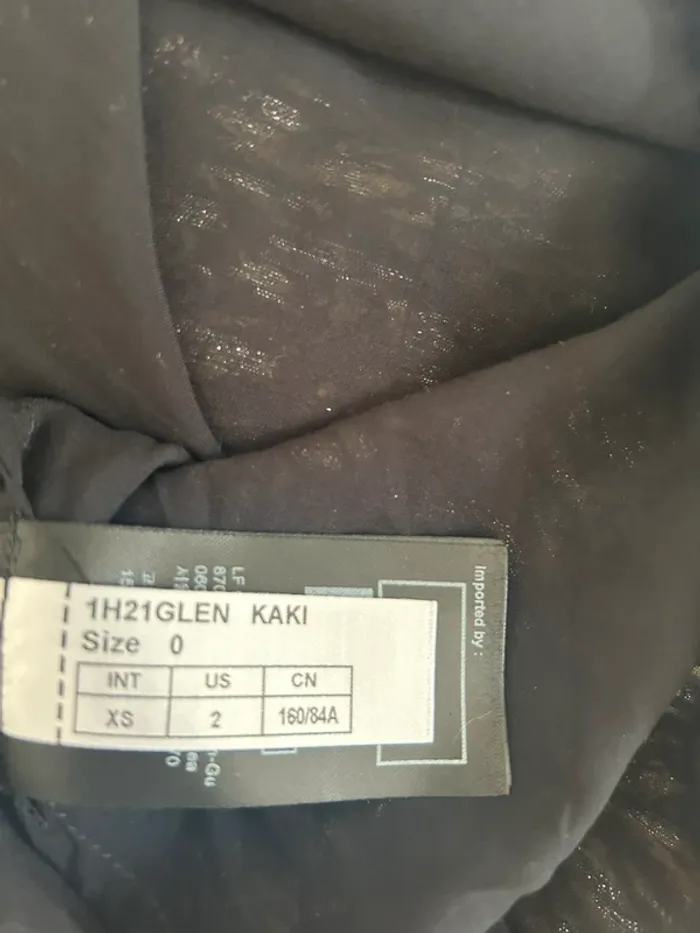 1H21GLEN KAKI
Size 0
INT US CN
XS 2 160/84A
Imported by :